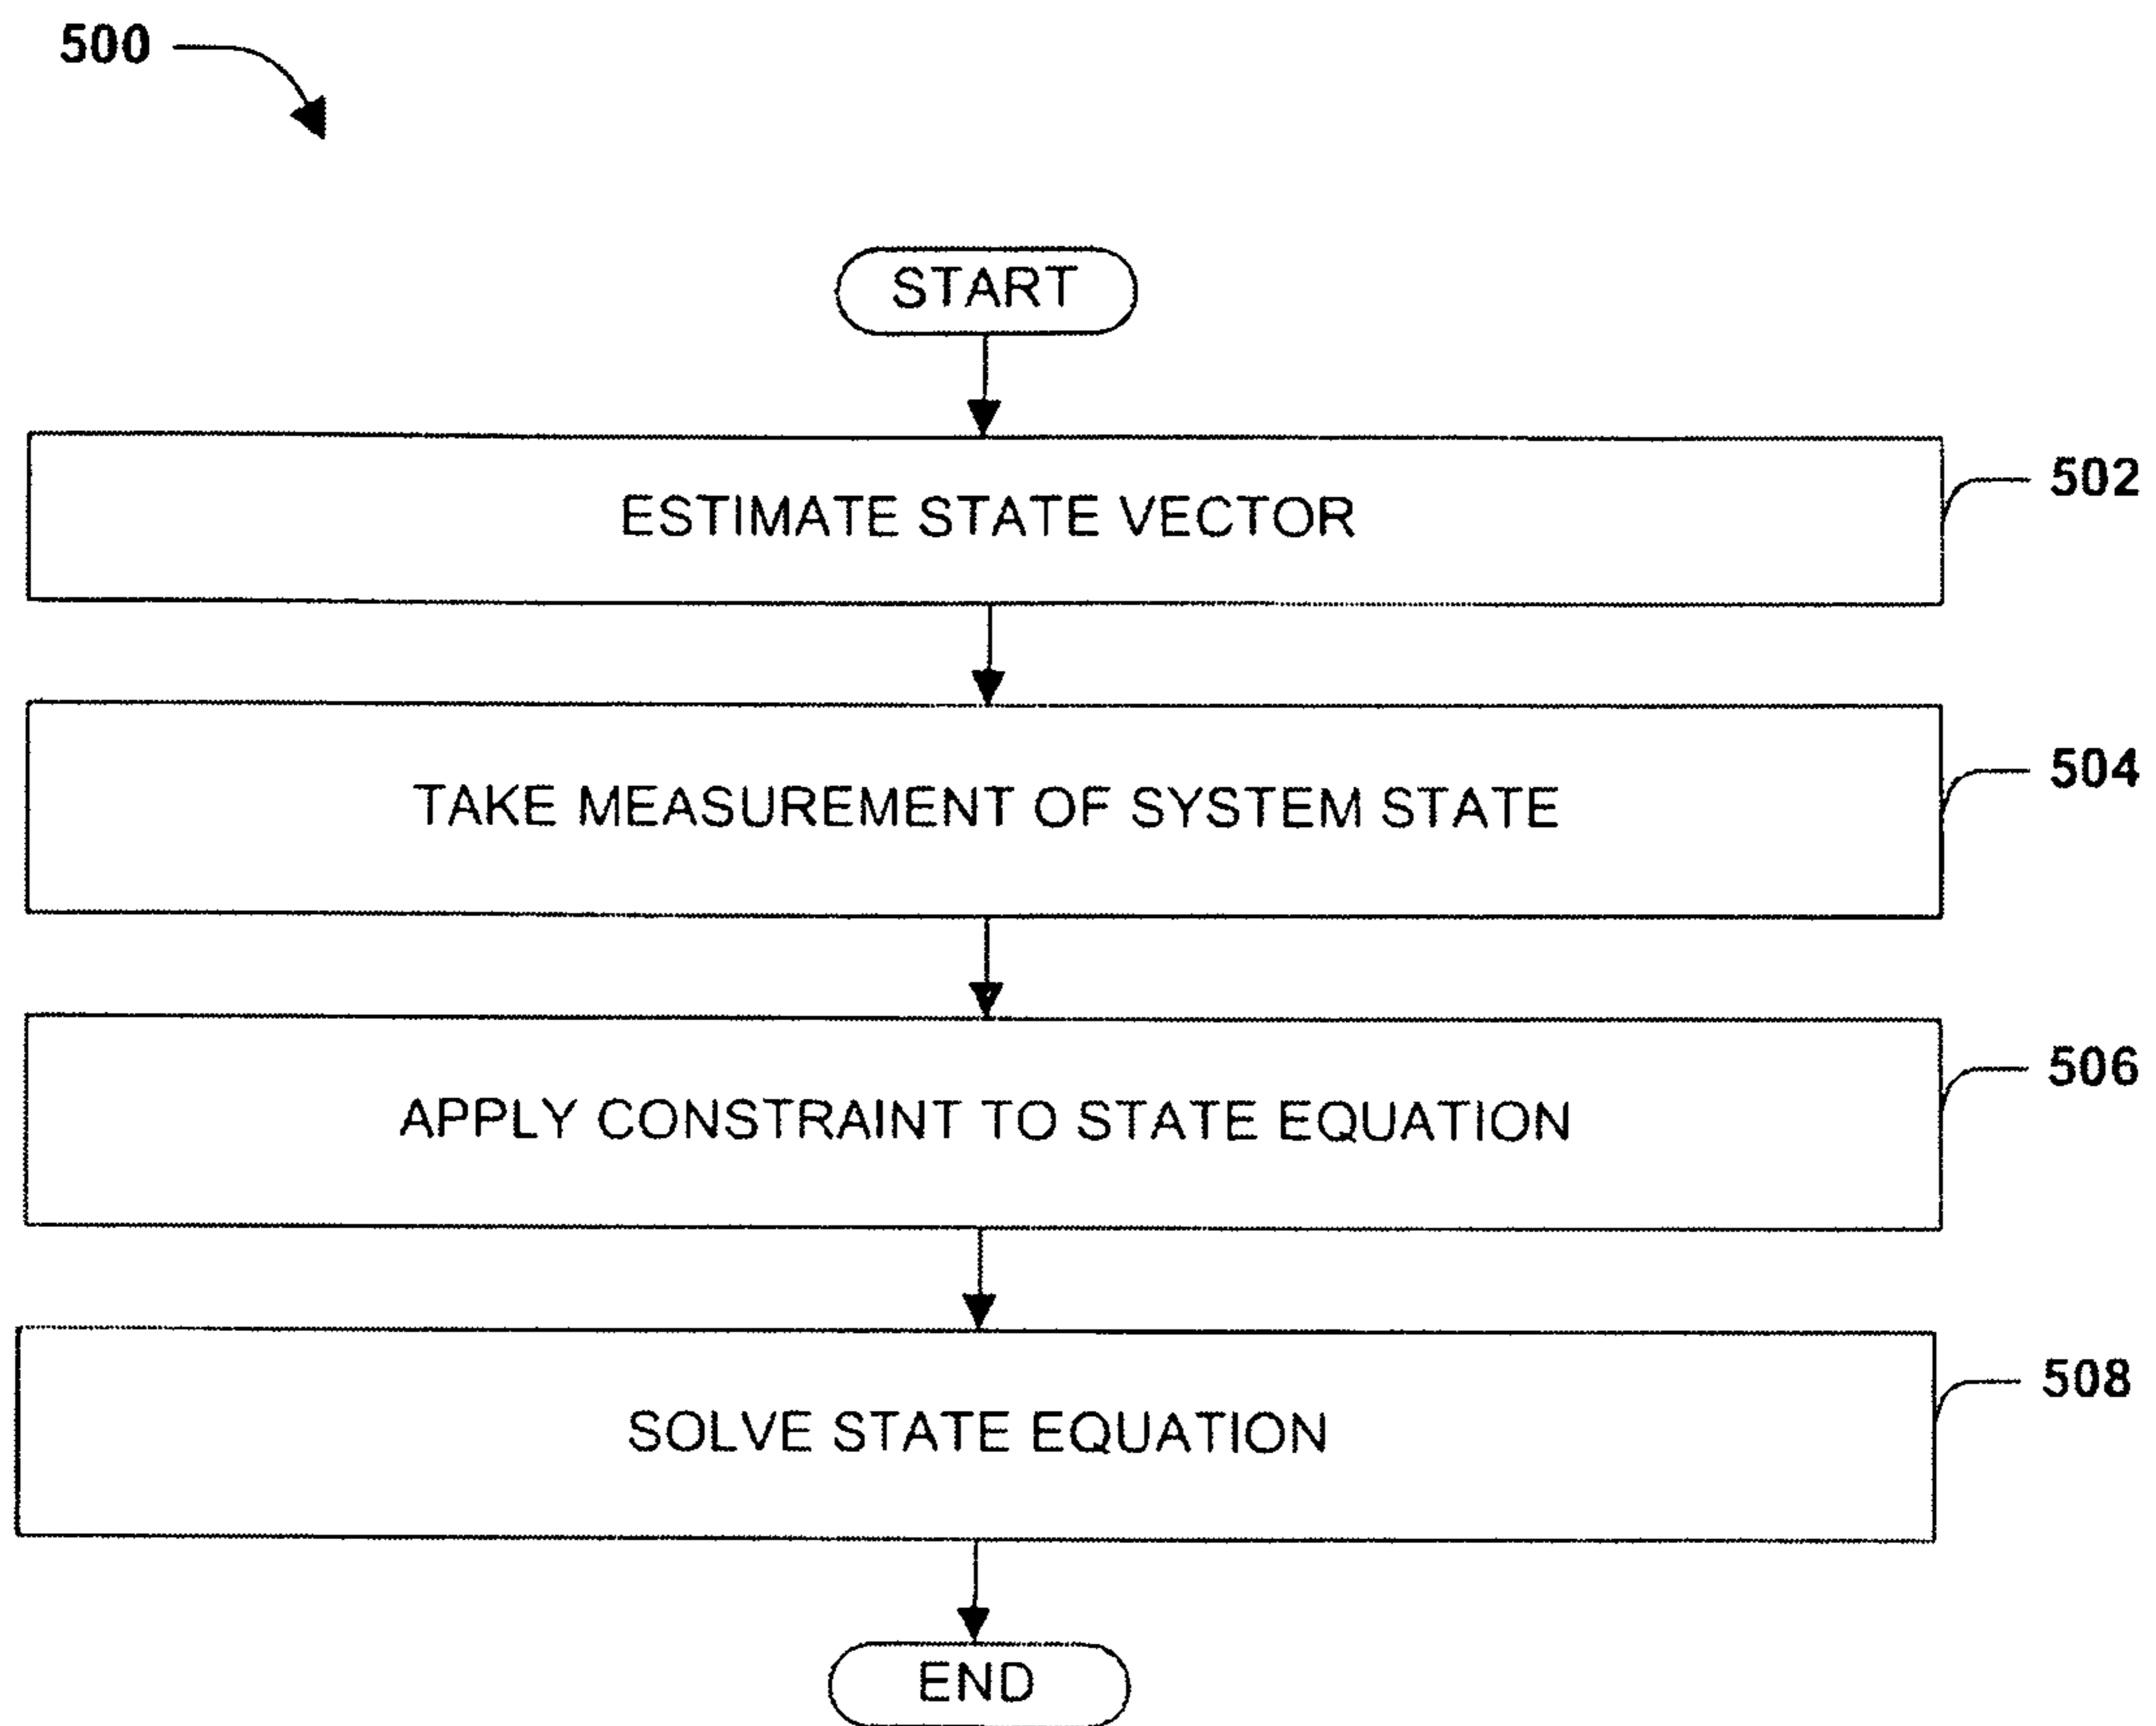 500
START
ESTIMATE STATE VECTOR
502
TAKE MEASUREMENT OF SYSTEM STATE
504
APPLY CONSTRAINT TO STATE EQUATION
506
SOLVE STATE EQUATION
508
END